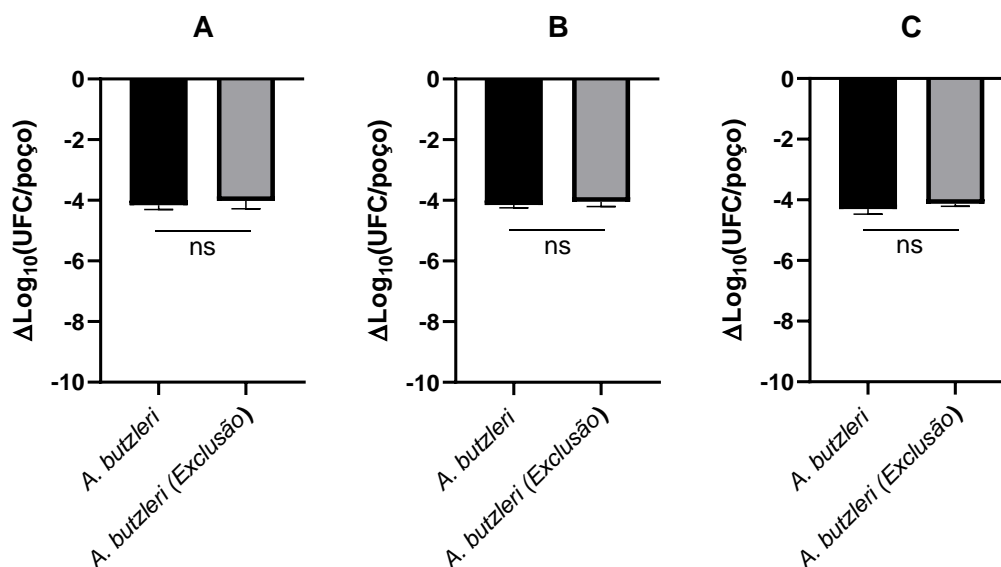 A
ΔLog10(UFC/poço)
0
-2
-4
-6
-8
-10
ns
A. butzleri
A. butzleri (Exclusão)
B
ΔLog10(UFC/poço)
0
-2
-4
-6
-8
-10
ns
A. butzleri
A. butzleri (Exclusão)
C
ΔLog10(UFC/poço)
0
-2
-4
-6
-8
-10
ns
A. butzleri
A. butzleri (Exclusão)